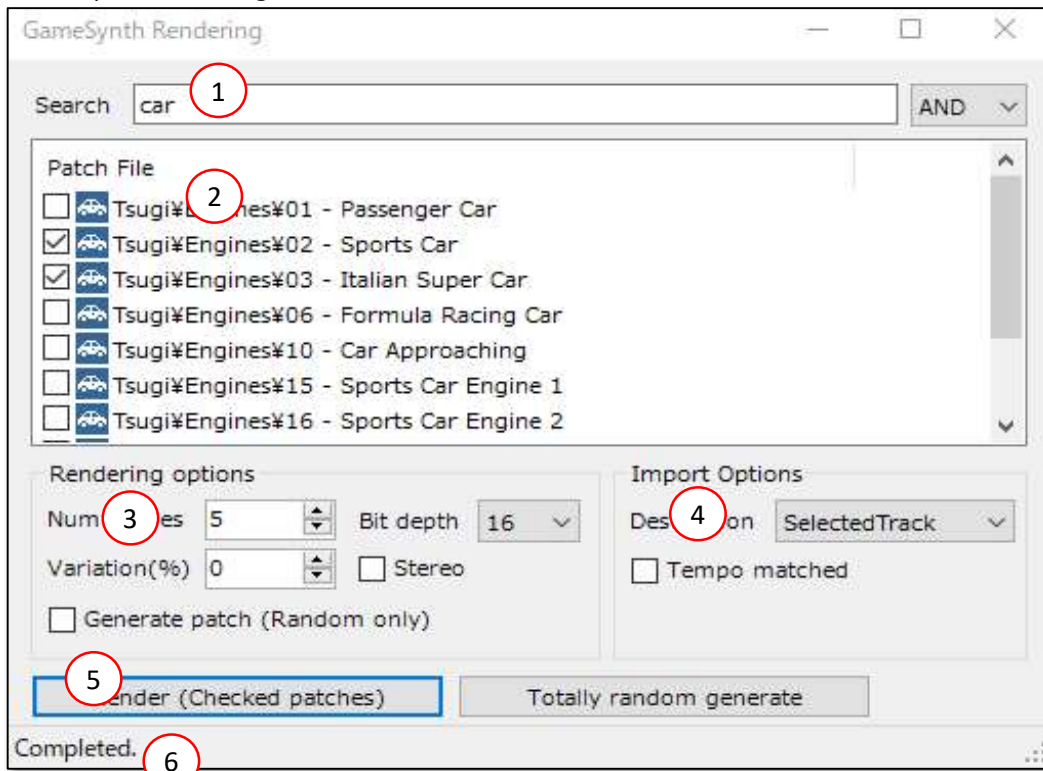 GameSynth Rendering
Search car 1 AND
Patch File
2
Tsugi¥E nes¥01 - Passenger Car
Tsugi¥Engines¥02 - Sports Car
Tsugi¥Engines¥03 - Italian Super Car
Tsugi¥Engines¥06 - Formula Racing Car
Tsugi¥Engines¥10 - Car Approaching
Tsugi¥Engines¥15 - Sports Car Engine 1
Tsugi¥Engines¥16 - Sports Car Engine 2
Rendering options
Num 3 es 5 Bit depth 16
Variation(%) 0 Stereo
Generate patch (Random only)
Import Options
Des 4 on SelectedTrack
Tempo matched
5
ender (Checked patches) Totally random generate
Completed.
6